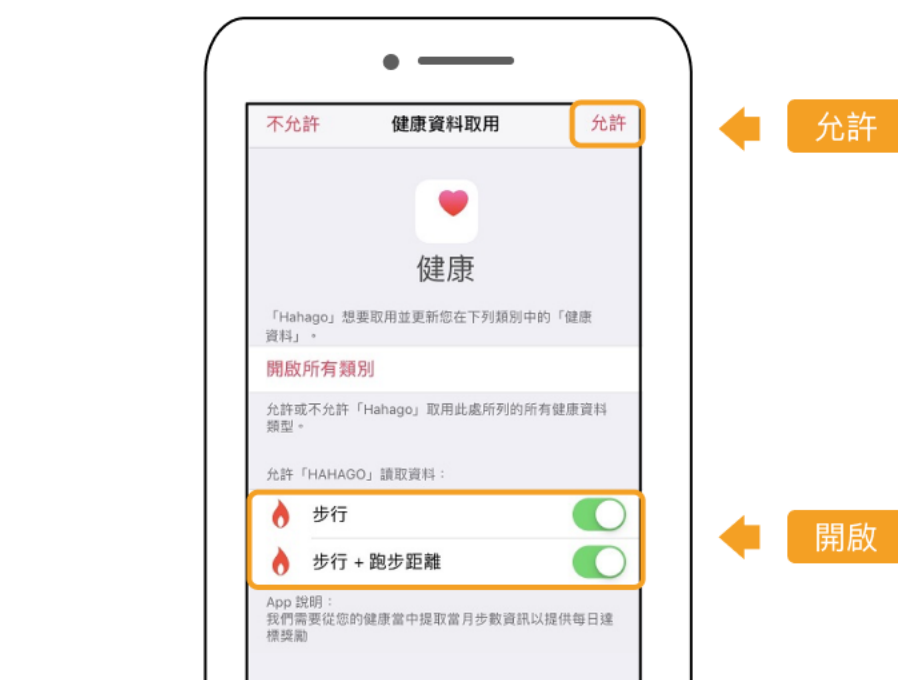 不允許 健康資料取用 允許
允許
健康
「Hahago」想要取用並更新您在下列類別中的「健康
資料」。
開啟所有類別
允許或不允許「Hahago」取用此處所列的所有健康資料
類型。
允許「HAHAGO」讀取資料：
步行
步行 + 跑步距離
開啟
App 說明：
我們需要從您的健康當中提取當月步數資訊以提供每日達
標獎勵